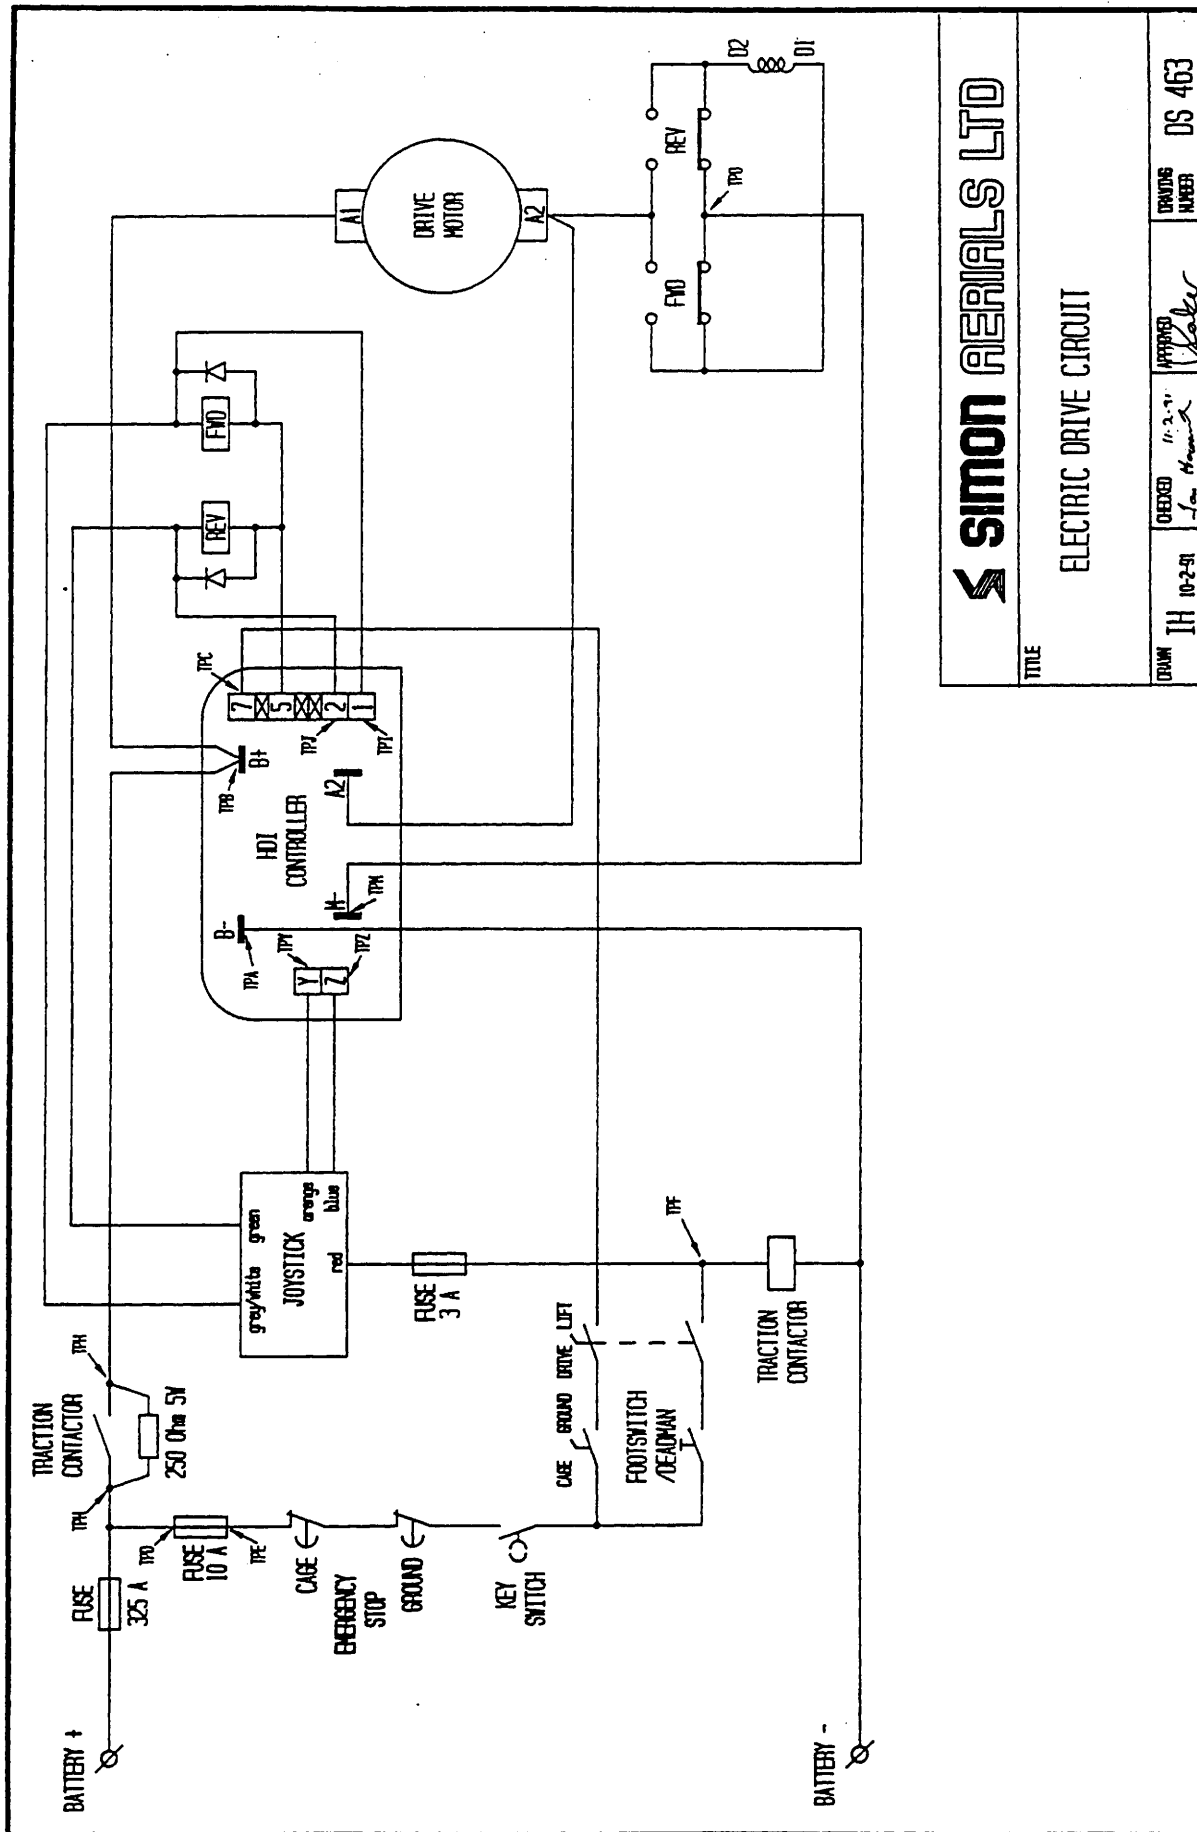 BATTERY +
FUSE
325 A
TPD
FUSE
10 A
TPE
CAGE
EMERGENCY
STOP
GROUND
KEY
SWITCH
BATTERY -
TRACTION
CONTACTOR
TPH
TPH
250 Ohm 5W
grey/white
green
JOYSTICK
orange
blue
red
FUSE
3 A
CAGE
GROUND
DRIVE
LIFT
FOOTSWITCH
/DEADMAN
TPF
TRACTION
CONTACTOR
B-
TPA
TPY
Y
Z
TPZ
M-
HDI
CONTROLLER
TPB
B+
A2
TPC
7
5
2
1
TPJ
TPI
REV
FWD
A1
DRIVE
MOTOR
A2
FWD
REV
D2
D1
SIMON AERIALS LTD
TITLE
ELECTRIC DRIVE CIRCUIT
DRAWN
IH 10-2-91
CHECKED
11-2-91
APPROVED
DRAWING
NUMBER
DS 463